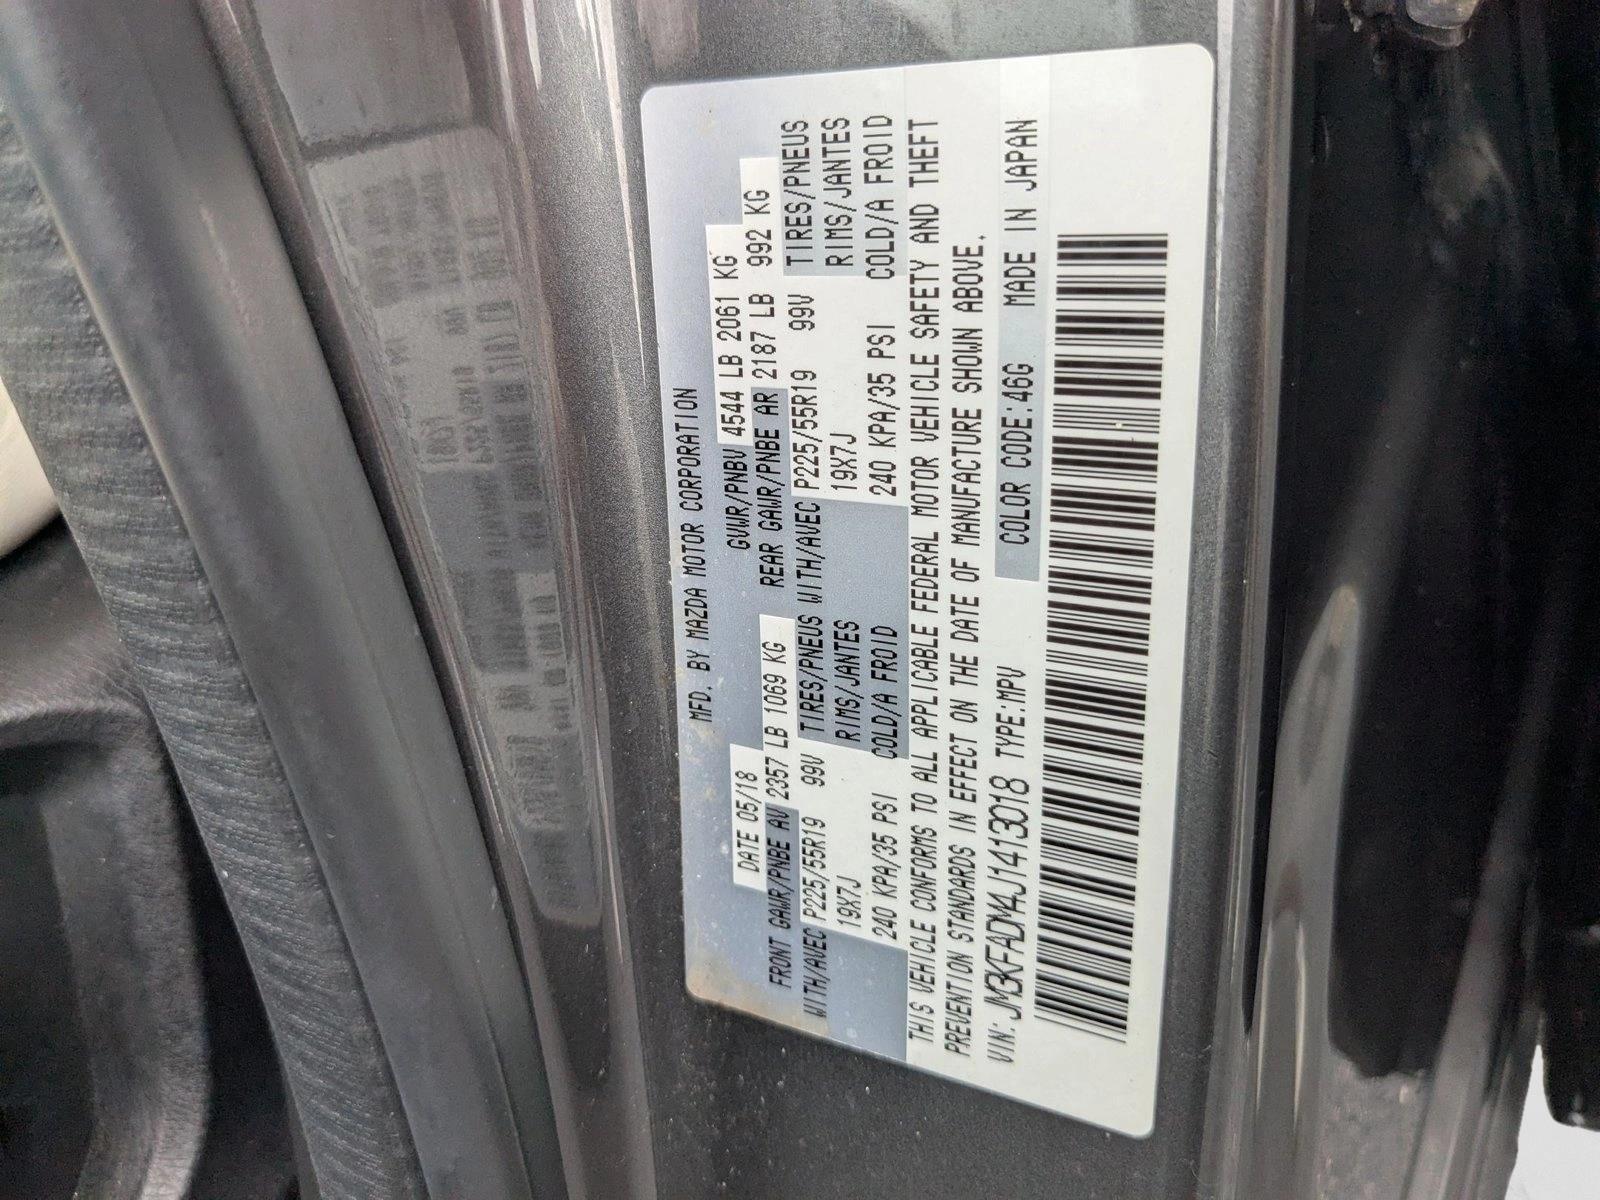 MFD. BY MAZDA MOTOR CORPORATION
DATE 05/18 GVWR/PNBV 4544 LB 2061 KG
FRONT GAWR/PNBE AV 2357 LB 1069 KG REAR GAWR/PNBE AR 2187 LB 992 KG
WITH/AVEC P225/55R19 99V TIRES/PNEUS WITH/AVEC P225/55R19 99V TIRES/PNEUS
19X7J RIMS/JANTES 19X7J RIMS/JANTES
240 KPA/35 PSI COLD/A FROID 240 KPA/35 PSI COLD/A FROID
THIS VEHICLE CONFORMS TO ALL APPLICABLE FEDERAL MOTOR VEHICLE SAFETY AND THEFT
PREVENTION STANDARDS IN EFFECT ON THE DATE OF MANUFACTURE SHOWN ABOVE.
VIN: JM3KFADM4J1413018 TYPE:MPV COLOR CODE:46G MADE IN JAPAN